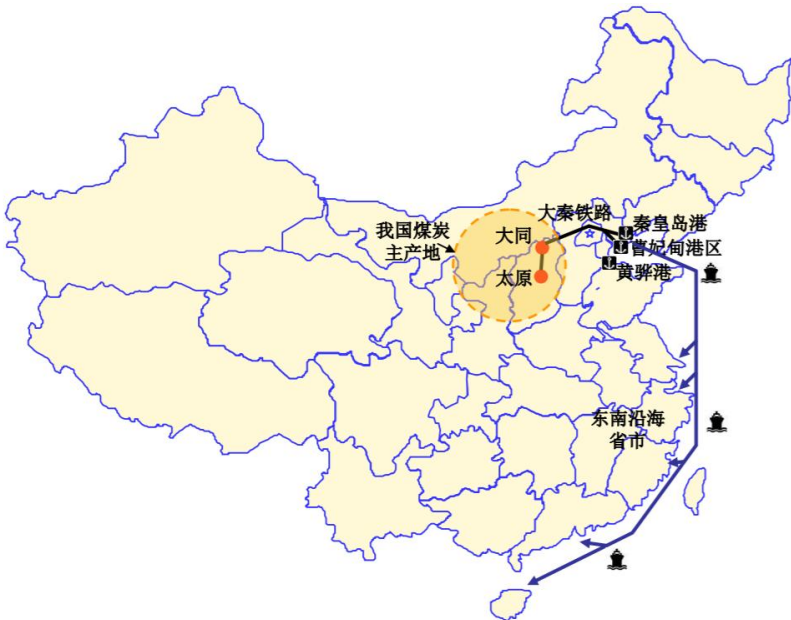 大秦铁路
秦皇岛港
我国煤炭
主产地
大同
曹妃甸港区
太原
黄骅港
东南沿海
省市